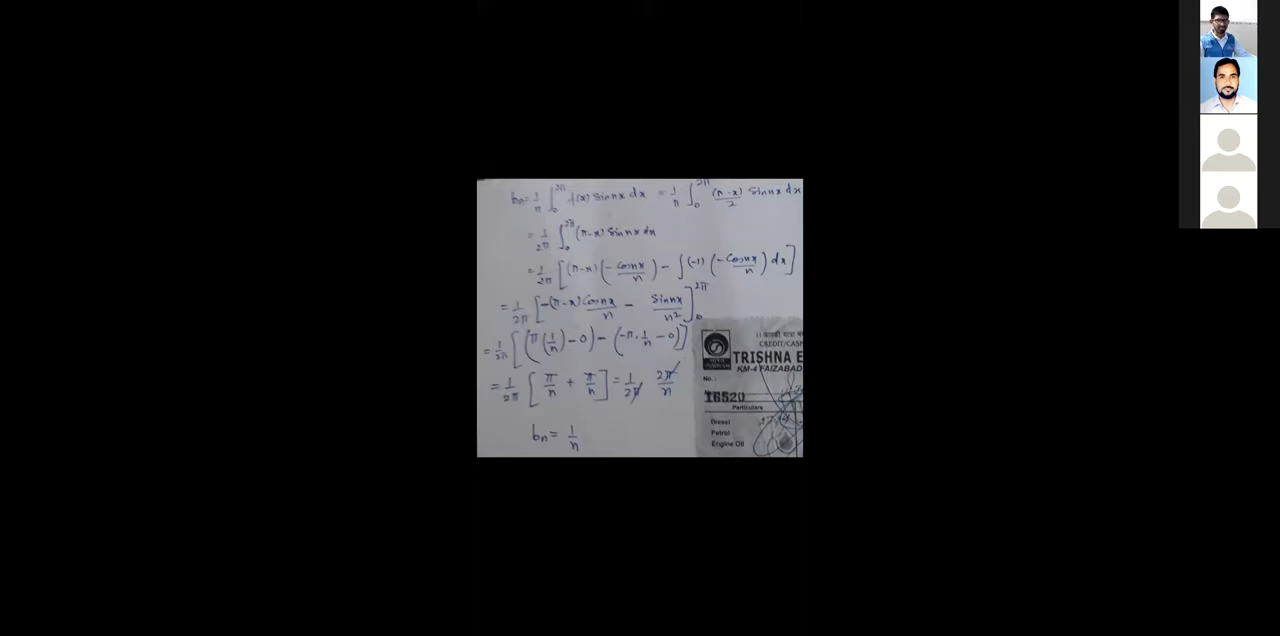 bn = 1/π ∫₀^2π f(x) Sin nx dx = 1/π ∫₀^2π (π-x)/2 Sin nx dx
= 1/2π ∫₀^2π (π-x) Sin nx dx
= 1/2π [(π-x) (-Cos nx/n) - ∫(-1) (-Cos nx/n) dx]
= 1/2π [-(π-x) Cos nx/n - Sin nx/n²]₀^2π
= 1/2π [(π(1/n) - 0) - (-π·1/n - 0)]
= 1/2π [π/n + π/n] = 1/2π 2π/n
bn = 1/n
CREDIT/CAS
TRISHNA E
KM-4 FAIZABAD
No. :
16520
Particulars
Diesel
Petrol
Engine Oil